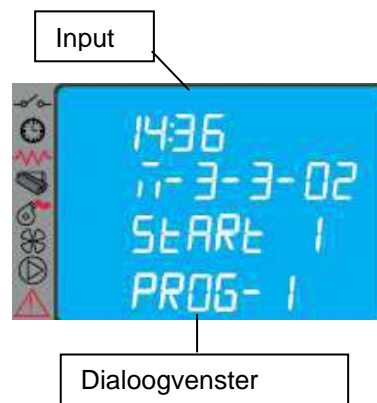 Input
14:36
n-3-3-02
StARt 1
PROG- 1
Dialoogvenster